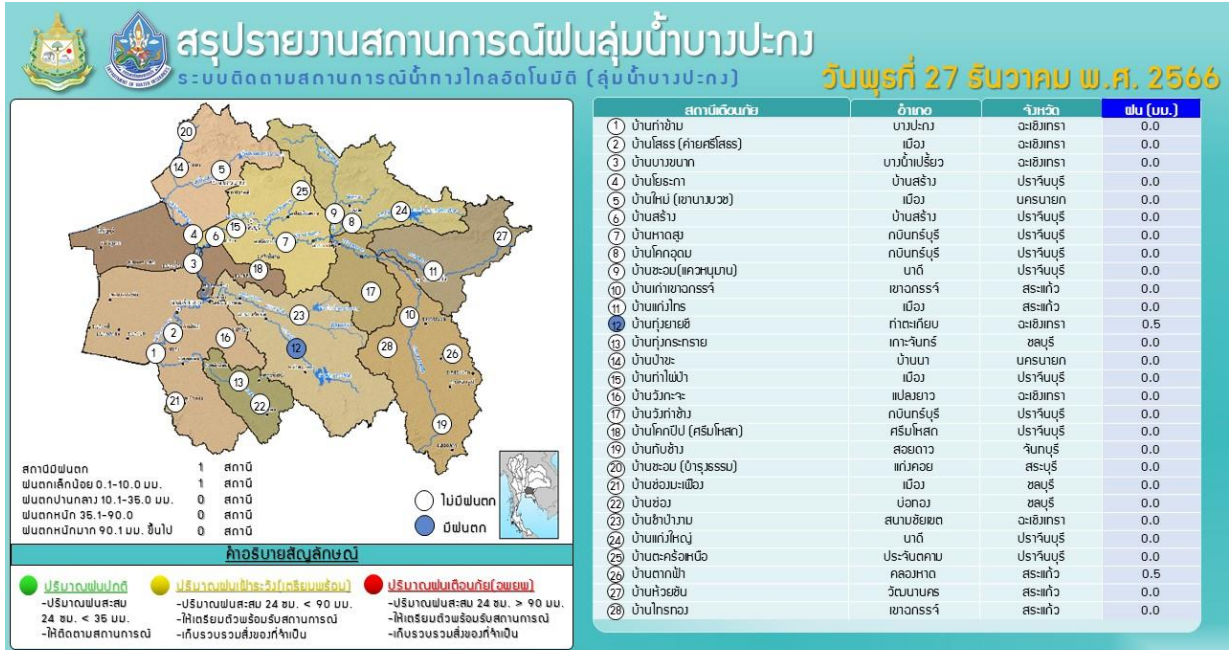 สรุปรายงานสถานการณ์ฝนลุ่มน้ำบางปะกง
ระบบติดตามสถานการณ์น้ำทางไกลอัตโนมัติ (ลุ่มน้ำบางปะกง)
วันพุธที่ 27 ธันวาคม พ.ศ. 2566
สถานีมีฝนตก 1 สถานี
ฝนตกเล็กน้อย 0.1-10.0 มม. 1 สถานี
ฝนตกปานกลาง 10.1-35.0 มม. 0 สถานี
ฝนตกหนัก 35.1-90.0 0 สถานี
ฝนตกหนักมาก 90.1 มม. ขึ้นไป 0 สถานี
ไม่มีฝนตก
มีฝนตก
คำอธิบายสัญลักษณ์
ปริมาณฝนปกติ
-ปริมาณฝนสะสม
24 ชม. < 35 มม.
-ให้ติดตามสถานการณ์
ปริมาณฝนเฝ้าระวัง(เตรียมพร้อม)
-ปริมาณฝนสะสม 24 ชม. < 90 มม.
-ให้เตรียมตัวพร้อมรับสถานการณ์
-เก็บรวบรวมสิ่งของที่จำเป็น
ปริมาณฝนเตือนภัย(อพยพ)
-ปริมาณฝนสะสม 24 ชม. > 90 มม.
-ให้เตรียมตัวพร้อมรับสถานการณ์
-เก็บรวบรวมสิ่งของที่จำเป็น
สถานีเตือนภัย อำเภอ จังหวัด ฝน (มม.)
1 บ้านท่าข้าม บางปะกง ฉะเชิงเทรา 0.0
2 บ้านโสธร (ค่ายศรีโสธร) เมือง ฉะเชิงเทรา 0.0
3 บ้านบางขนาก บางน้ำเปรี้ยว ฉะเชิงเทรา 0.0
4 บ้านโยธะกา บ้านสร้าง ปราจีนบุรี 0.0
5 บ้านใหม่ (เขานางบวช) เมือง นครนายก 0.0
6 บ้านสร้าง บ้านสร้าง ปราจีนบุรี 0.0
7 บ้านหาดสูง กบินทร์บุรี ปราจีนบุรี 0.0
8 บ้านโคกอุดม กบินทร์บุรี ปราจีนบุรี 0.0
9 บ้านชะอม(แควหนุมาน) นาดี ปราจีนบุรี 0.0
10 บ้านเก่าเขาฉกรรจ์ เขาฉกรรจ์ สระแก้ว 0.0
11 บ้านแก่งไทร เมือง สระแก้ว 0.0
12 บ้านทุ่งยายชี ท่าตะเกียบ ฉะเชิงเทรา 0.5
13 บ้านทุ่งกระทราย เกาะจันทร์ ชลบุรี 0.0
14 บ้านป่าขะ บ้านนา นครนายก 0.0
15 บ้านท่าไผ่ป่า เมือง ปราจีนบุรี 0.0
16 บ้านวังกะจะ แปลงยาว ฉะเชิงเทรา 0.0
17 บ้านวังท่าช้าง กบินทร์บุรี ปราจีนบุรี 0.0
18 บ้านโคกปีป (ศรีมโหสถ) ศรีมโหสถ ปราจีนบุรี 0.0
19 บ้านทับช้าง สอยดาว จันทบุรี 0.0
20 บ้านชะอม (บำรุงธรรม) แก่งคอย สระบุรี 0.0
21 บ้านช่องมะเฟือง เมือง ชลบุรี 0.0
22 บ้านช่อง บ่อทอง ชลบุรี 0.0
23 บ้านชำป่างาม สนามชัยเขต ฉะเชิงเทรา 0.0
24 บ้านแก่งใหญ่ นาดี ปราจีนบุรี 0.0
25 บ้านตะคร้อเหนือ ประจันตคาม ปราจีนบุรี 0.0
26 บ้านตากฟ้า คลองหาด สระแก้ว 0.5
27 บ้านห้วยชัน วัฒนานคร สระแก้ว 0.0
28 บ้านไทรทอง เขาฉกรรจ์ สระแก้ว 0.0